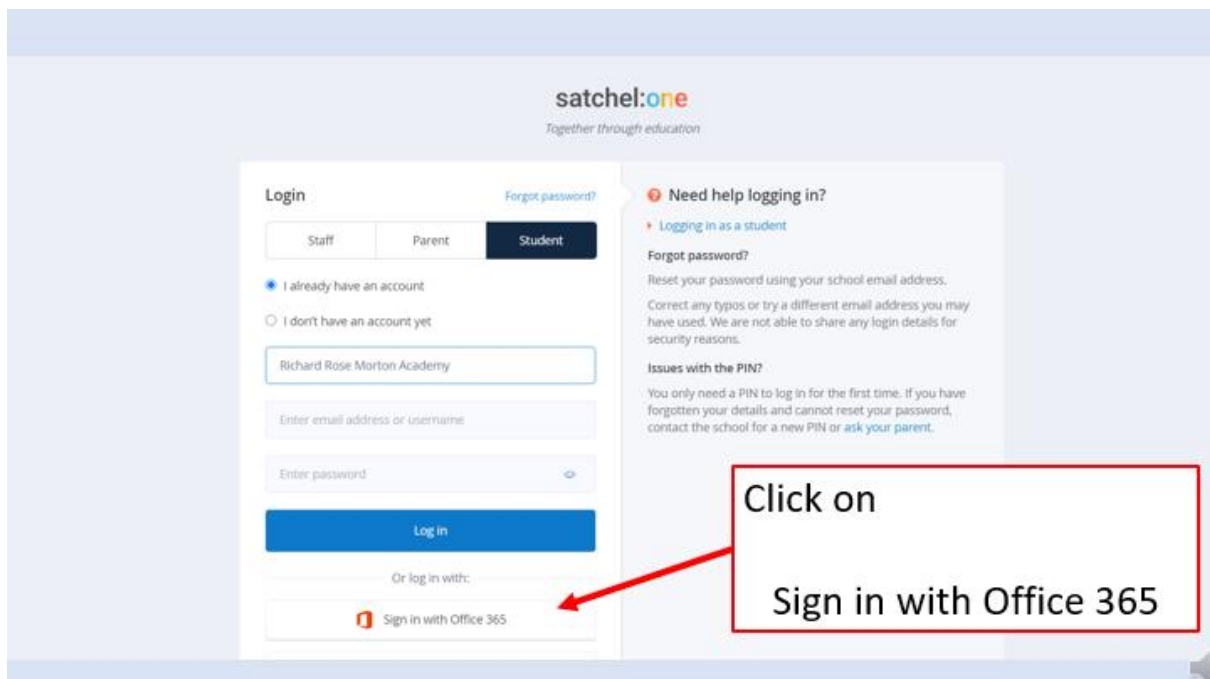 satchel:one
Together through education
Login
Forgot password?
Staff
Parent
Student
I already have an account
I don't have an account yet
Richard Rose Morton Academy
Enter email address or username
Enter password
Log in
Or log in with:
Sign in with Office 365
Need help logging in?
Logging in as a student
Forgot password?
Reset your password using your school email address.
Correct any typos or try a different email address you may
have used. We are not able to share any login details for
security reasons.
Issues with the PIN?
You only need a PIN to log in for the first time. If you have
forgotten your details and cannot reset your password,
contact the school for a new PIN or ask your parent.
Click on
Sign in with Office 365